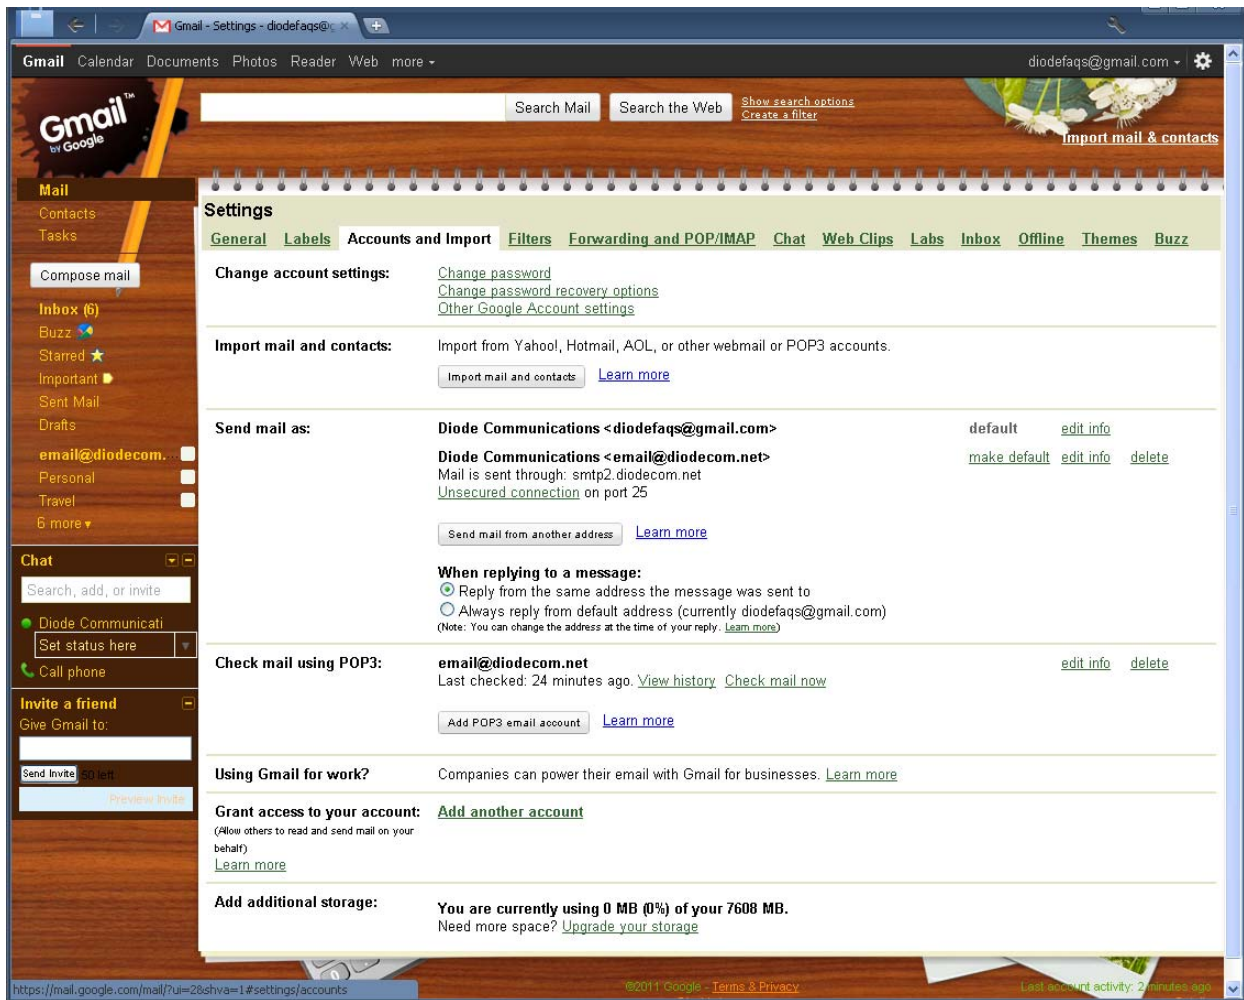 Gmail - Settings - diodefaqs@g
Gmail Calendar Documents Photos Reader Web more
diodefaqs@gmail.com
Gmail™
by Google
Search Mail
Search the Web
Show search options
Create a filter
Import mail & contacts
Mail
Contacts
Tasks
Compose mail
Inbox (6)
Buzz
Starred
Important
Sent Mail
Drafts
email@diodecom....
Personal
Travel
6 more
Chat
Search, add, or invite
Diode Communicati
Set status here
Call phone
Invite a friend
Give Gmail to:
Send Invite 50 left
Preview Invite
Settings
General Labels Accounts and Import Filters Forwarding and POP/IMAP Chat Web Clips Labs Inbox Offline Themes Buzz
Change account settings:
Change password
Change password recovery options
Other Google Account settings
Import mail and contacts:
Import from Yahoo!, Hotmail, AOL, or other webmail or POP3 accounts.
Import mail and contacts Learn more
Send mail as:
Diode Communications <diodefaqs@gmail.com> default edit info
Diode Communications <email@diodecom.net> make default edit info delete
Mail is sent through: smtp2.diodecom.net
Unsecured connection on port 25
Send mail from another address Learn more
When replying to a message:
Reply from the same address the message was sent to
Always reply from default address (currently diodefaqs@gmail.com)
(Note: You can change the address at the time of your reply. Learn more)
Check mail using POP3:
email@diodecom.net edit info delete
Last checked: 24 minutes ago. View history Check mail now
Add POP3 email account Learn more
Using Gmail for work?
Companies can power their email with Gmail for businesses. Learn more
Grant access to your account:
(Allow others to read and send mail on your
behalf)
Learn more
Add another account
Add additional storage:
You are currently using 0 MB (0%) of your 7608 MB.
Need more space? Upgrade your storage
©2011 Google - Terms & Privacy
Last account activity: 2 minutes ago
https://mail.google.com/mail/?ui=2&shva=1#settings/accounts